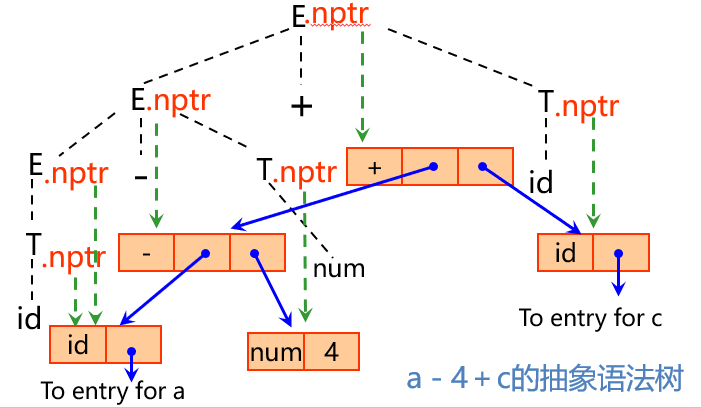 E.nptr
E.nptr
+
T.nptr
E.nptr
-
T.nptr
+
id
T.nptr
-
num
id
id
To entry for c
id
num 4
To entry for a
a - 4 + c的抽象语法树